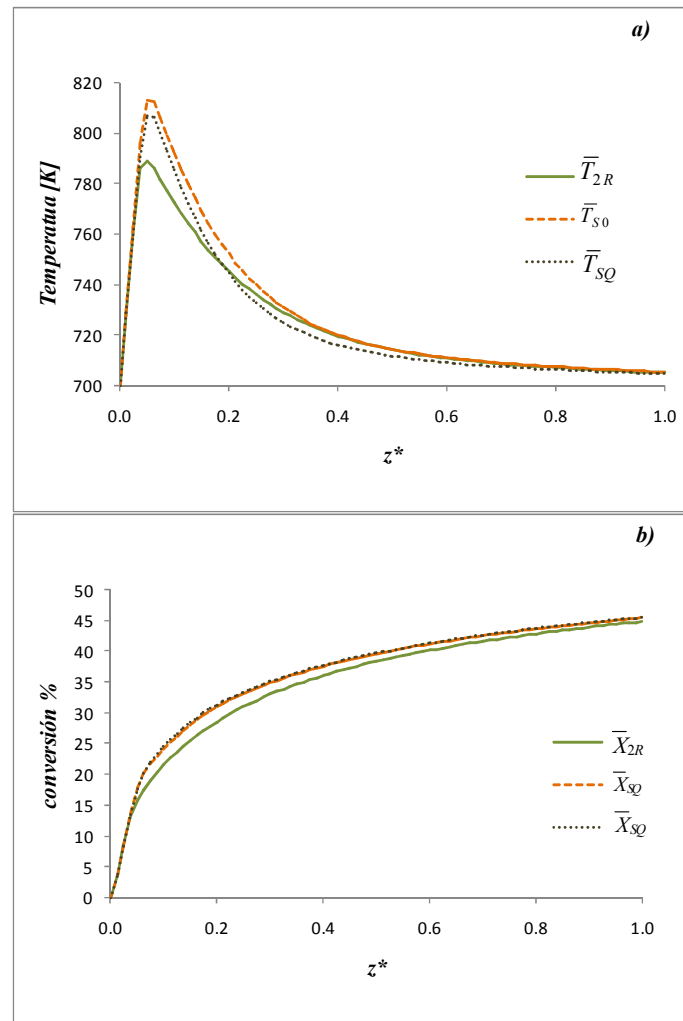 a)
820
800
780
760
740
720
700
Temperatua [K]
0.0 0.2 0.4 0.6 0.8 1.0
z*
T̅2R
T̅S0
T̅SQ
b)
50
45
40
35
30
25
20
15
10
5
0
conversión %
0.0 0.2 0.4 0.6 0.8 1.0
z*
X̅2R
X̅SQ
X̅SQ